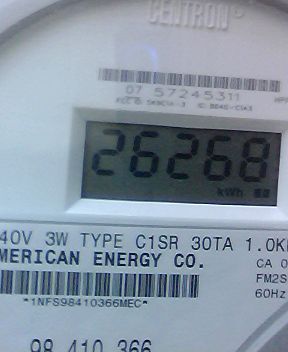 CENTRON®
07 57245311
26268
kWh
40V 3W TYPE C1SR 30TA 1.0K
MERICAN ENERGY CO.
CA 0
FM2S
60Hz
*1NFS98410366MEC*
98 410 366